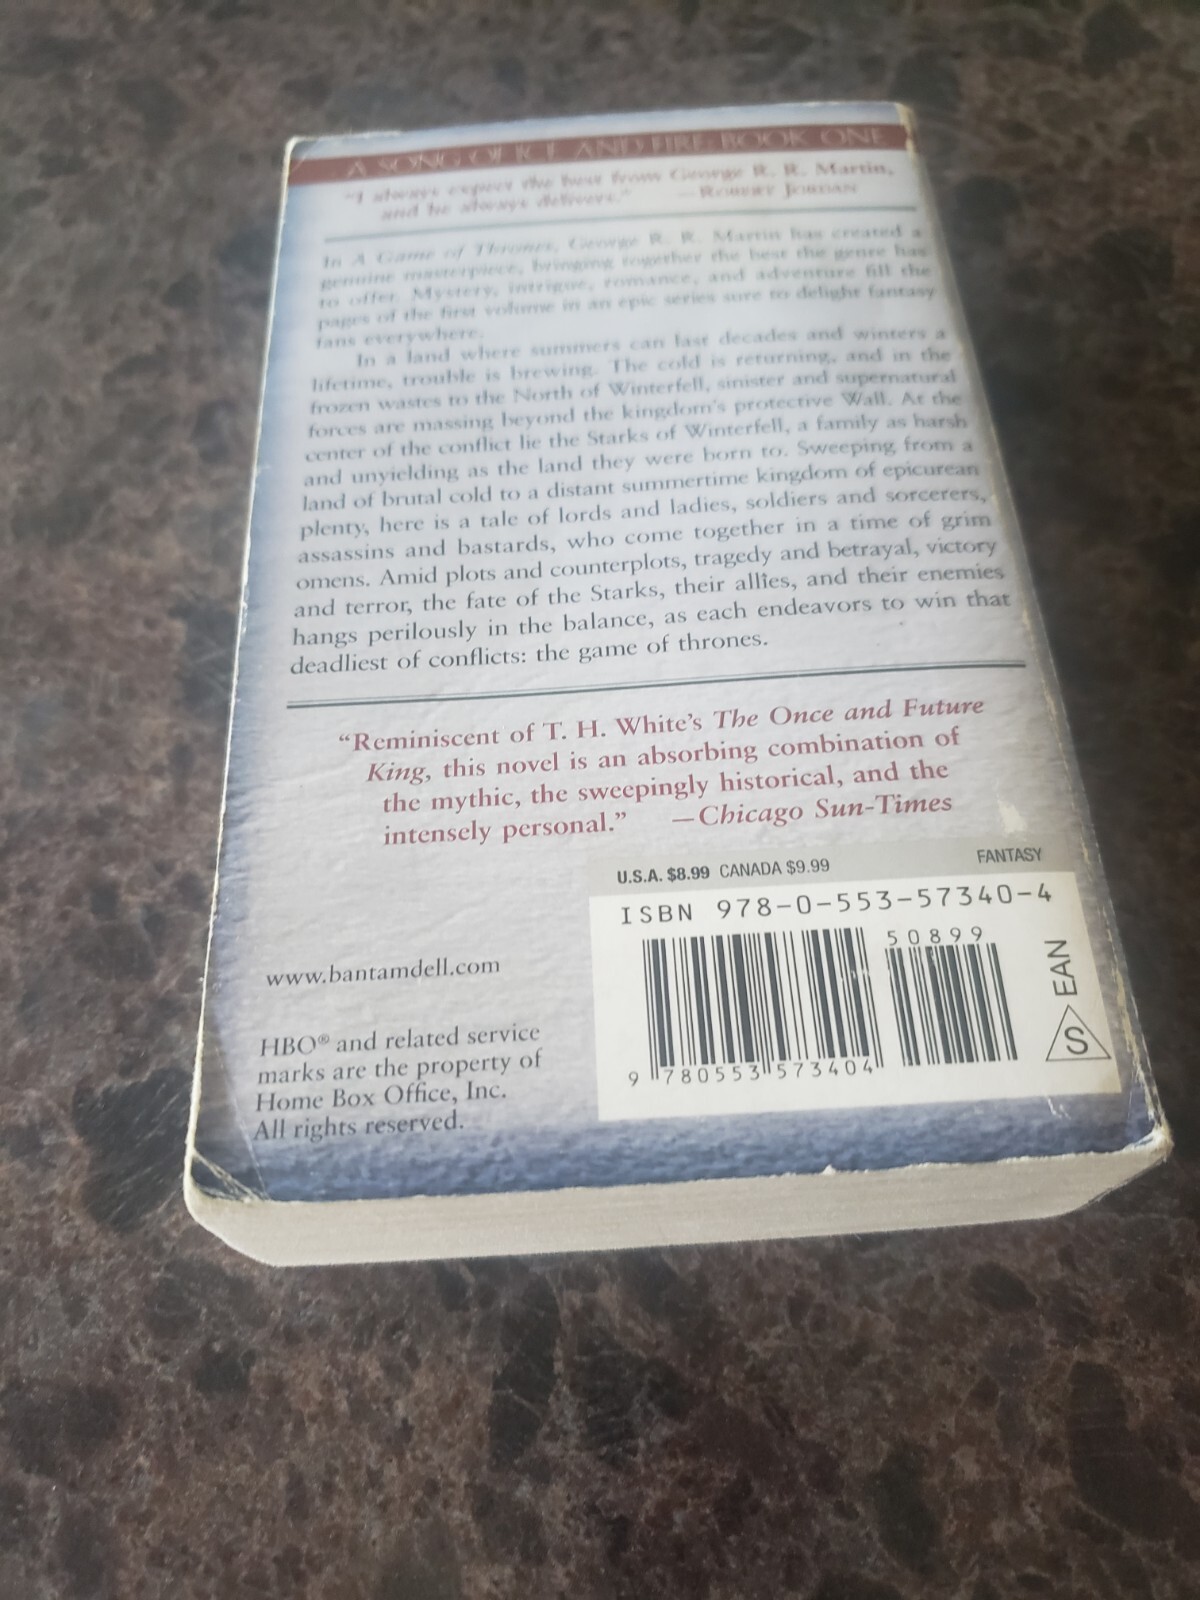 A SONG OF ICE AND FIRE: BOOK ONE
“I always expect the best from George R. R. Martin,
and he always delivers.” —ROBERT JORDAN
In A Game of Thrones, George R. R. Martin has created a
genuine masterpiece, bringing together the best the genre has
to offer. Mystery, intrigue, romance, and adventure fill the
pages of the first volume in an epic series sure to delight fantasy
fans everywhere.
In a land where summers can last decades and winters a
lifetime, trouble is brewing. The cold is returning, and in the
frozen wastes to the North of Winterfell, sinister and supernatural
forces are massing beyond the kingdom’s protective Wall. At the
center of the conflict lie the Starks of Winterfell, a family as harsh
and unyielding as the land they were born to. Sweeping from a
land of brutal cold to a distant summertime kingdom of epicurean
plenty, here is a tale of lords and ladies, soldiers and sorcerers,
assassins and bastards, who come together in a time of grim
omens. Amid plots and counterplots, tragedy and betrayal, victory
and terror, the fate of the Starks, their allies, and their enemies
hangs perilously in the balance, as each endeavors to win that
deadliest of conflicts: the game of thrones.
“Reminiscent of T. H. White’s The Once and Future
King, this novel is an absorbing combination of
the mythic, the sweepingly historical, and the
intensely personal.” —Chicago Sun-Times
U.S.A. $8.99 CANADA $9.99 FANTASY
ISBN 978-0-553-57340-4
50899
9 780553 573404
EAN
S
www.bantamdell.com
HBO® and related service
marks are the property of
Home Box Office, Inc.
All rights reserved.